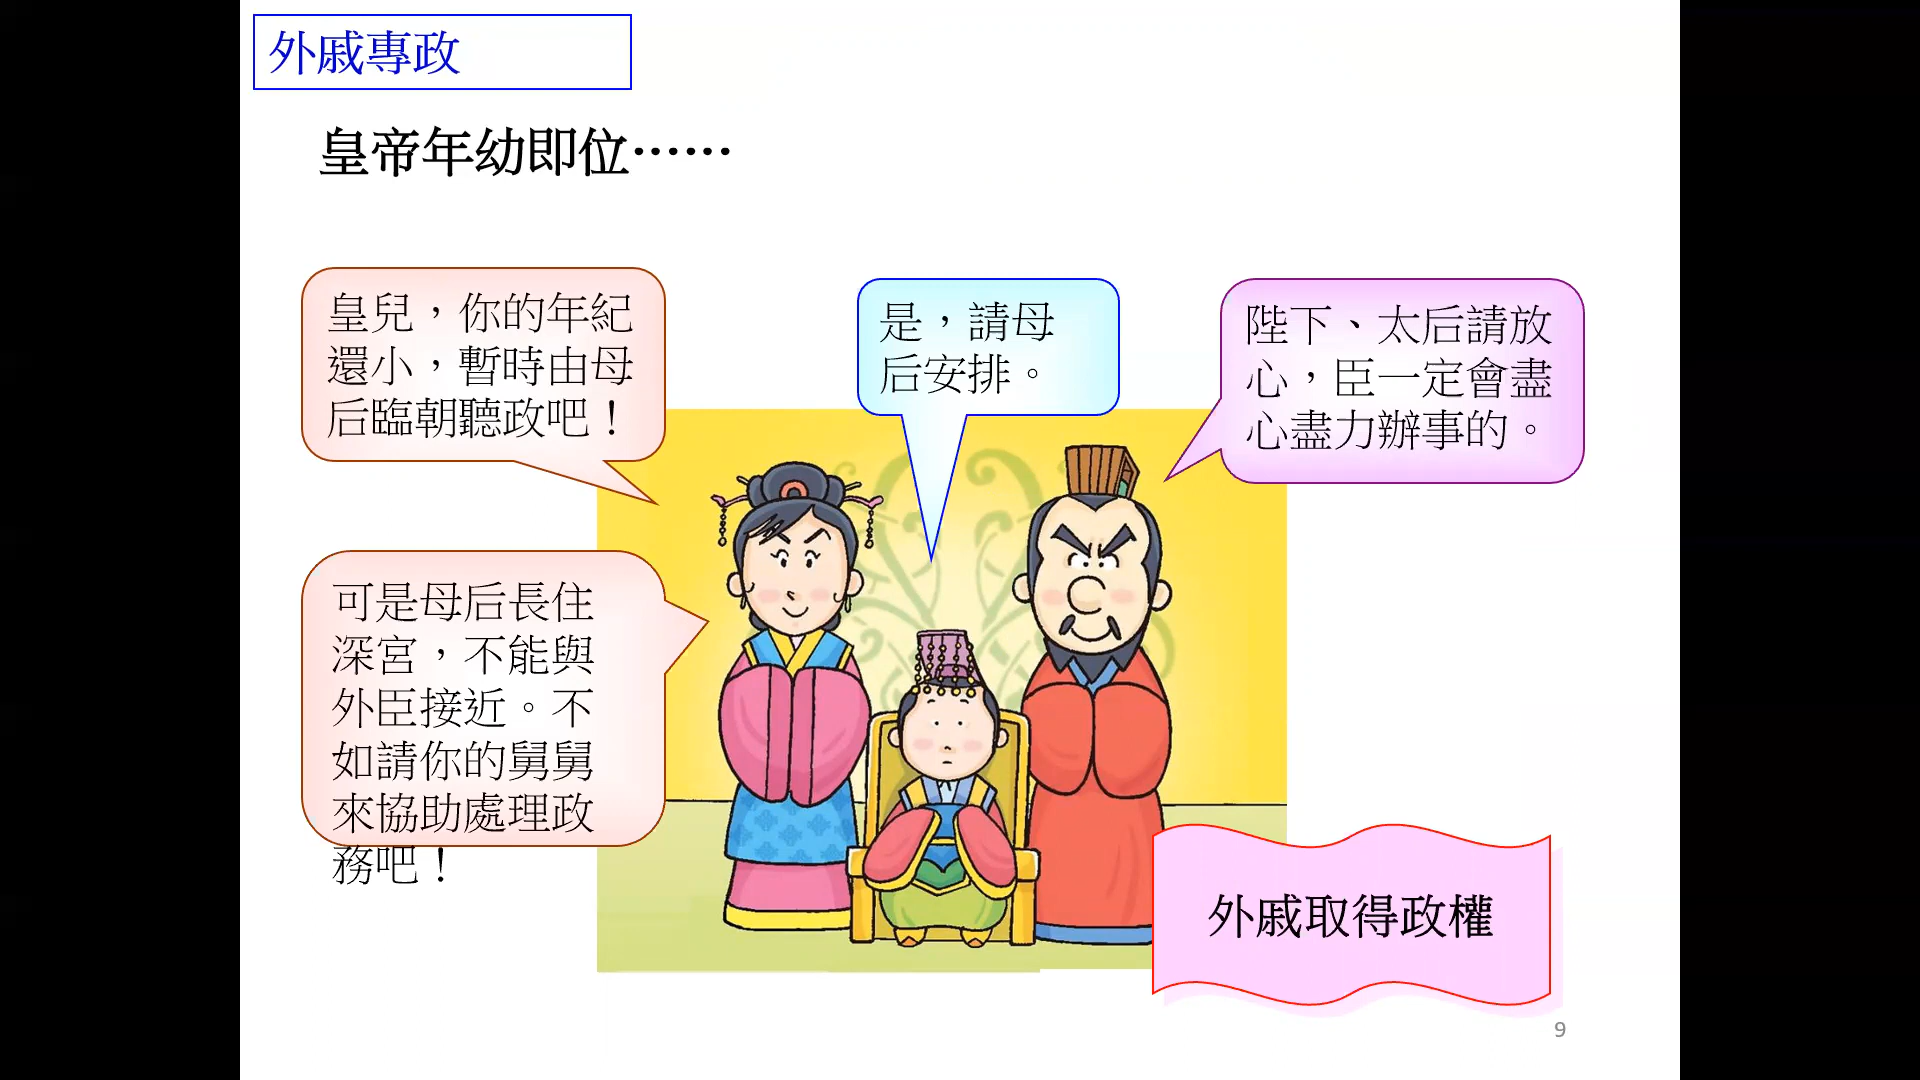 外戚專政
皇帝年幼即位⋯⋯
皇兒，你的年紀
還小，暫時由母
后臨朝聽政吧！
是，請母
后安排。
陛下、太后請放
心，臣一定會盡
心盡力辦事的。
可是母后長住
深宮，不能與
外臣接近。不
如請你的舅舅
來協助處理政
務吧！
外戚取得政權
9